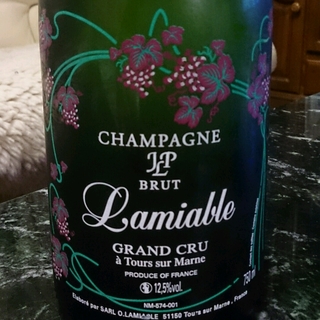 CHAMPAGNE
JLP
BRUT
Lamiable
GRAND CRU
à Tours sur Marne
PRODUCE OF FRANCE
12,5%vol.
750 ml
NM-574-001
Elaboré par SARL O.LAMIABLE 51150 Tours sur Marne, France